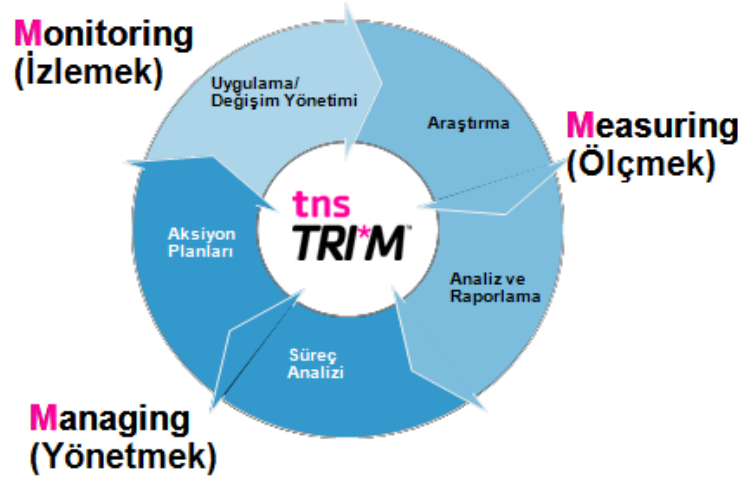 Monitoring
(İzlemek)
Uygulama/
Değişim Yönetimi
Araştırma
Measuring
(Ölçmek)
tns
TRI*M™
Aksiyon
Planları
Analiz ve
Raporlama
Süreç
Analizi
Managing
(Yönetmek)